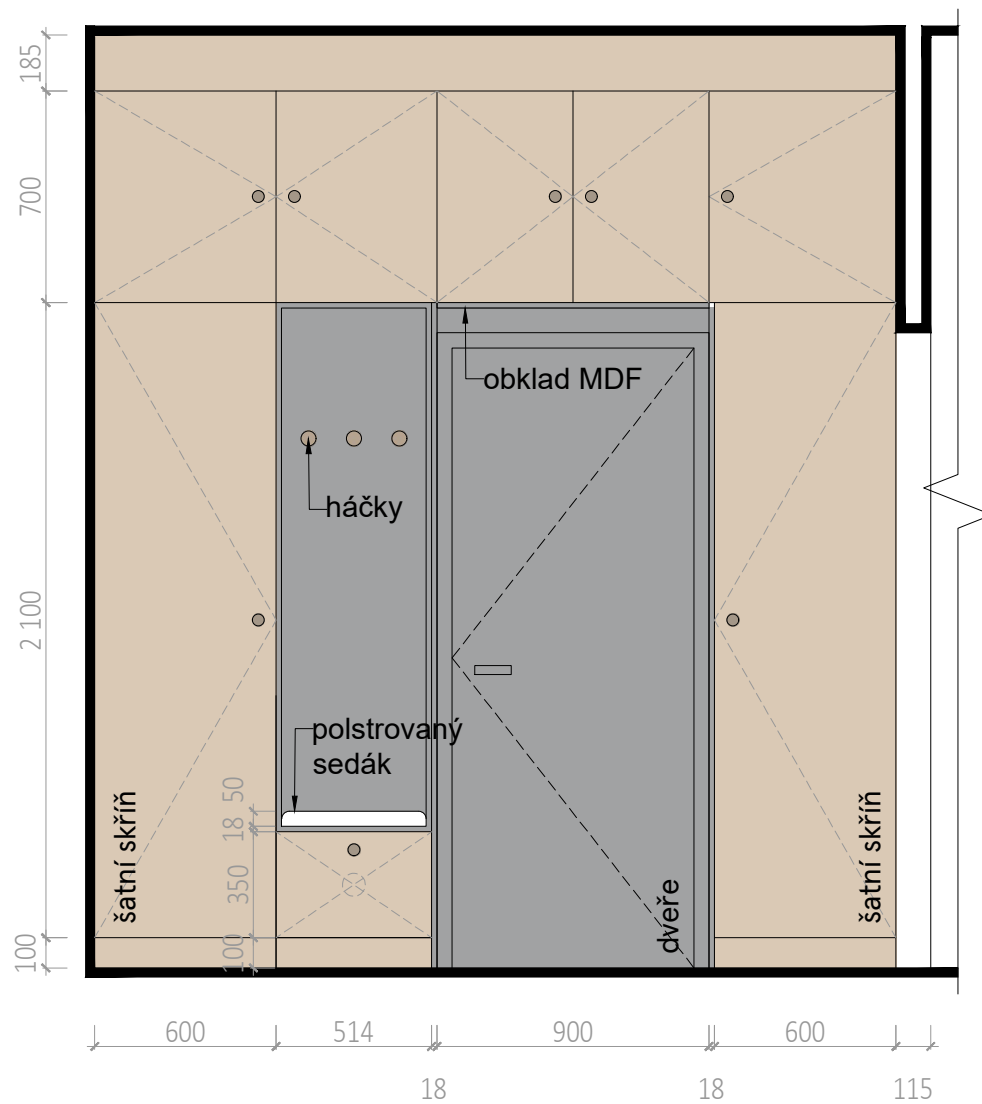 185
700
obklad MDF
háčky
2 100
polstrovaný
sedák
50
18
šatní skříň
šatní skříň
350
dveře
100
100
600
514
900
600
18
18
115